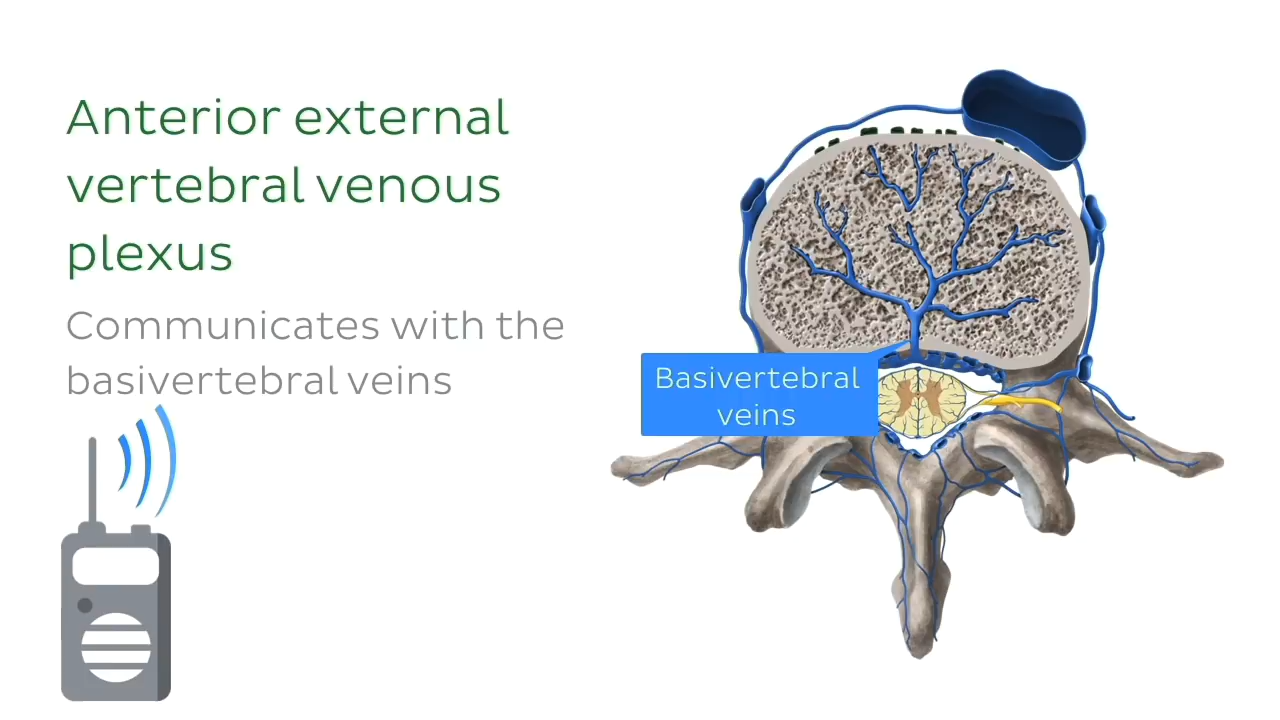 Anterior external
vertebral venous
plexus
Communicates with the
basivertebral veins
Basivertebral
veins